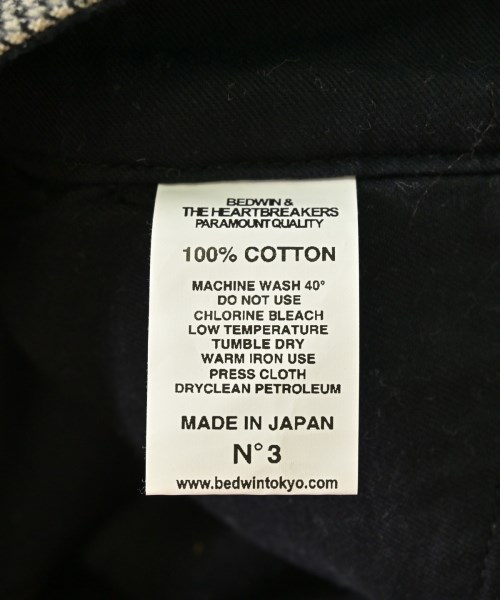 BEDWIN &
THE HEARTBREAKERS
PARAMOUNT QUALITY
100% COTTON
MACHINE WASH 40°
DO NOT USE
CHLORINE BLEACH
LOW TEMPERATURE
TUMBLE DRY
WARM IRON USE
PRESS CLOTH
DRYCLEAN PETROLEUM
MADE IN JAPAN
N° 3
www.bedwintokyo.com